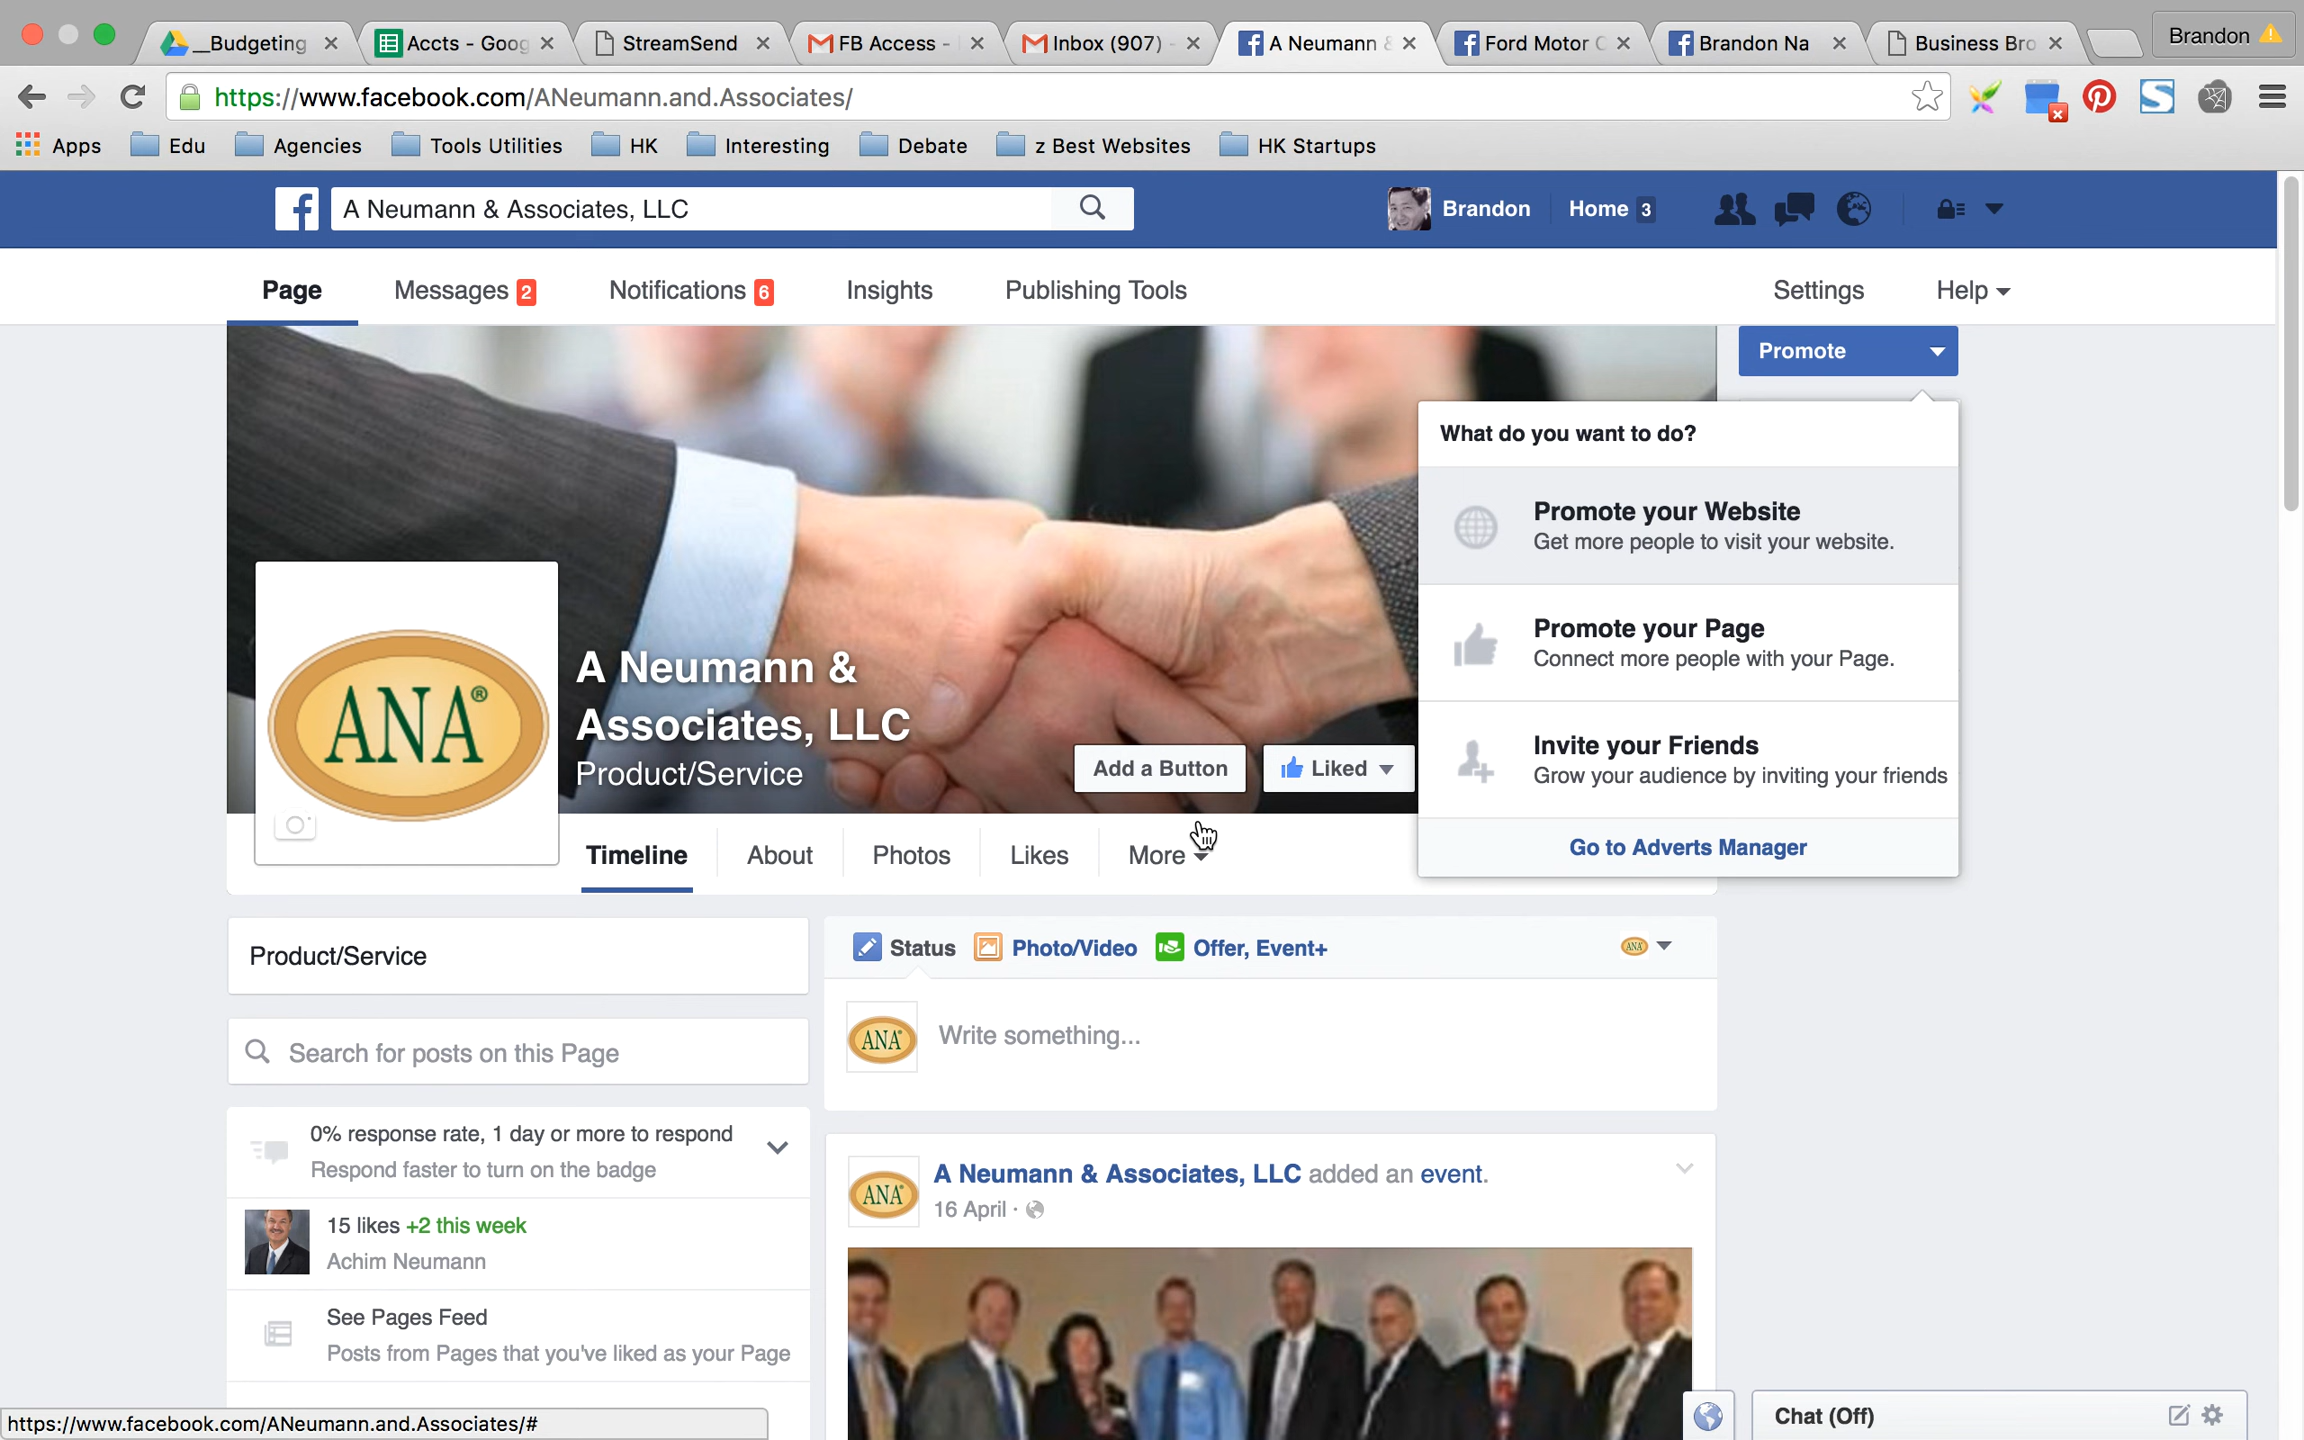 __Budgeting
Accts - Goog
StreamSend
FB Access -
Inbox (907) -
A Neumann &
Ford Motor C
Brandon Na
Business Bro
Brandon
https://www.facebook.com/ANeumann.and.Associates/
Apps
Edu
Agencies
Tools Utilities
HK
Interesting
Debate
z Best Websites
HK Startups
A Neumann & Associates, LLC
Brandon
Home 3
Page
Messages 2
Notifications 6
Insights
Publishing Tools
Settings
Help
Promote
What do you want to do?
Promote your Website
Get more people to visit your website.
Promote your Page
Connect more people with your Page.
Invite your Friends
Grow your audience by inviting your friends
Go to Adverts Manager
ANA®
A Neumann &
Associates, LLC
Product/Service
Add a Button
Liked
Timeline
About
Photos
Likes
More
Product/Service
Search for posts on this Page
0% response rate, 1 day or more to respond
Respond faster to turn on the badge
15 likes +2 this week
Achim Neumann
See Pages Feed
Posts from Pages that you've liked as your Page
Status
Photo/Video
Offer, Event+
ANA
ANA®
Write something...
ANA®
A Neumann & Associates, LLC added an event.
16 April ·
https://www.facebook.com/ANeumann.and.Associates/#
Chat (Off)